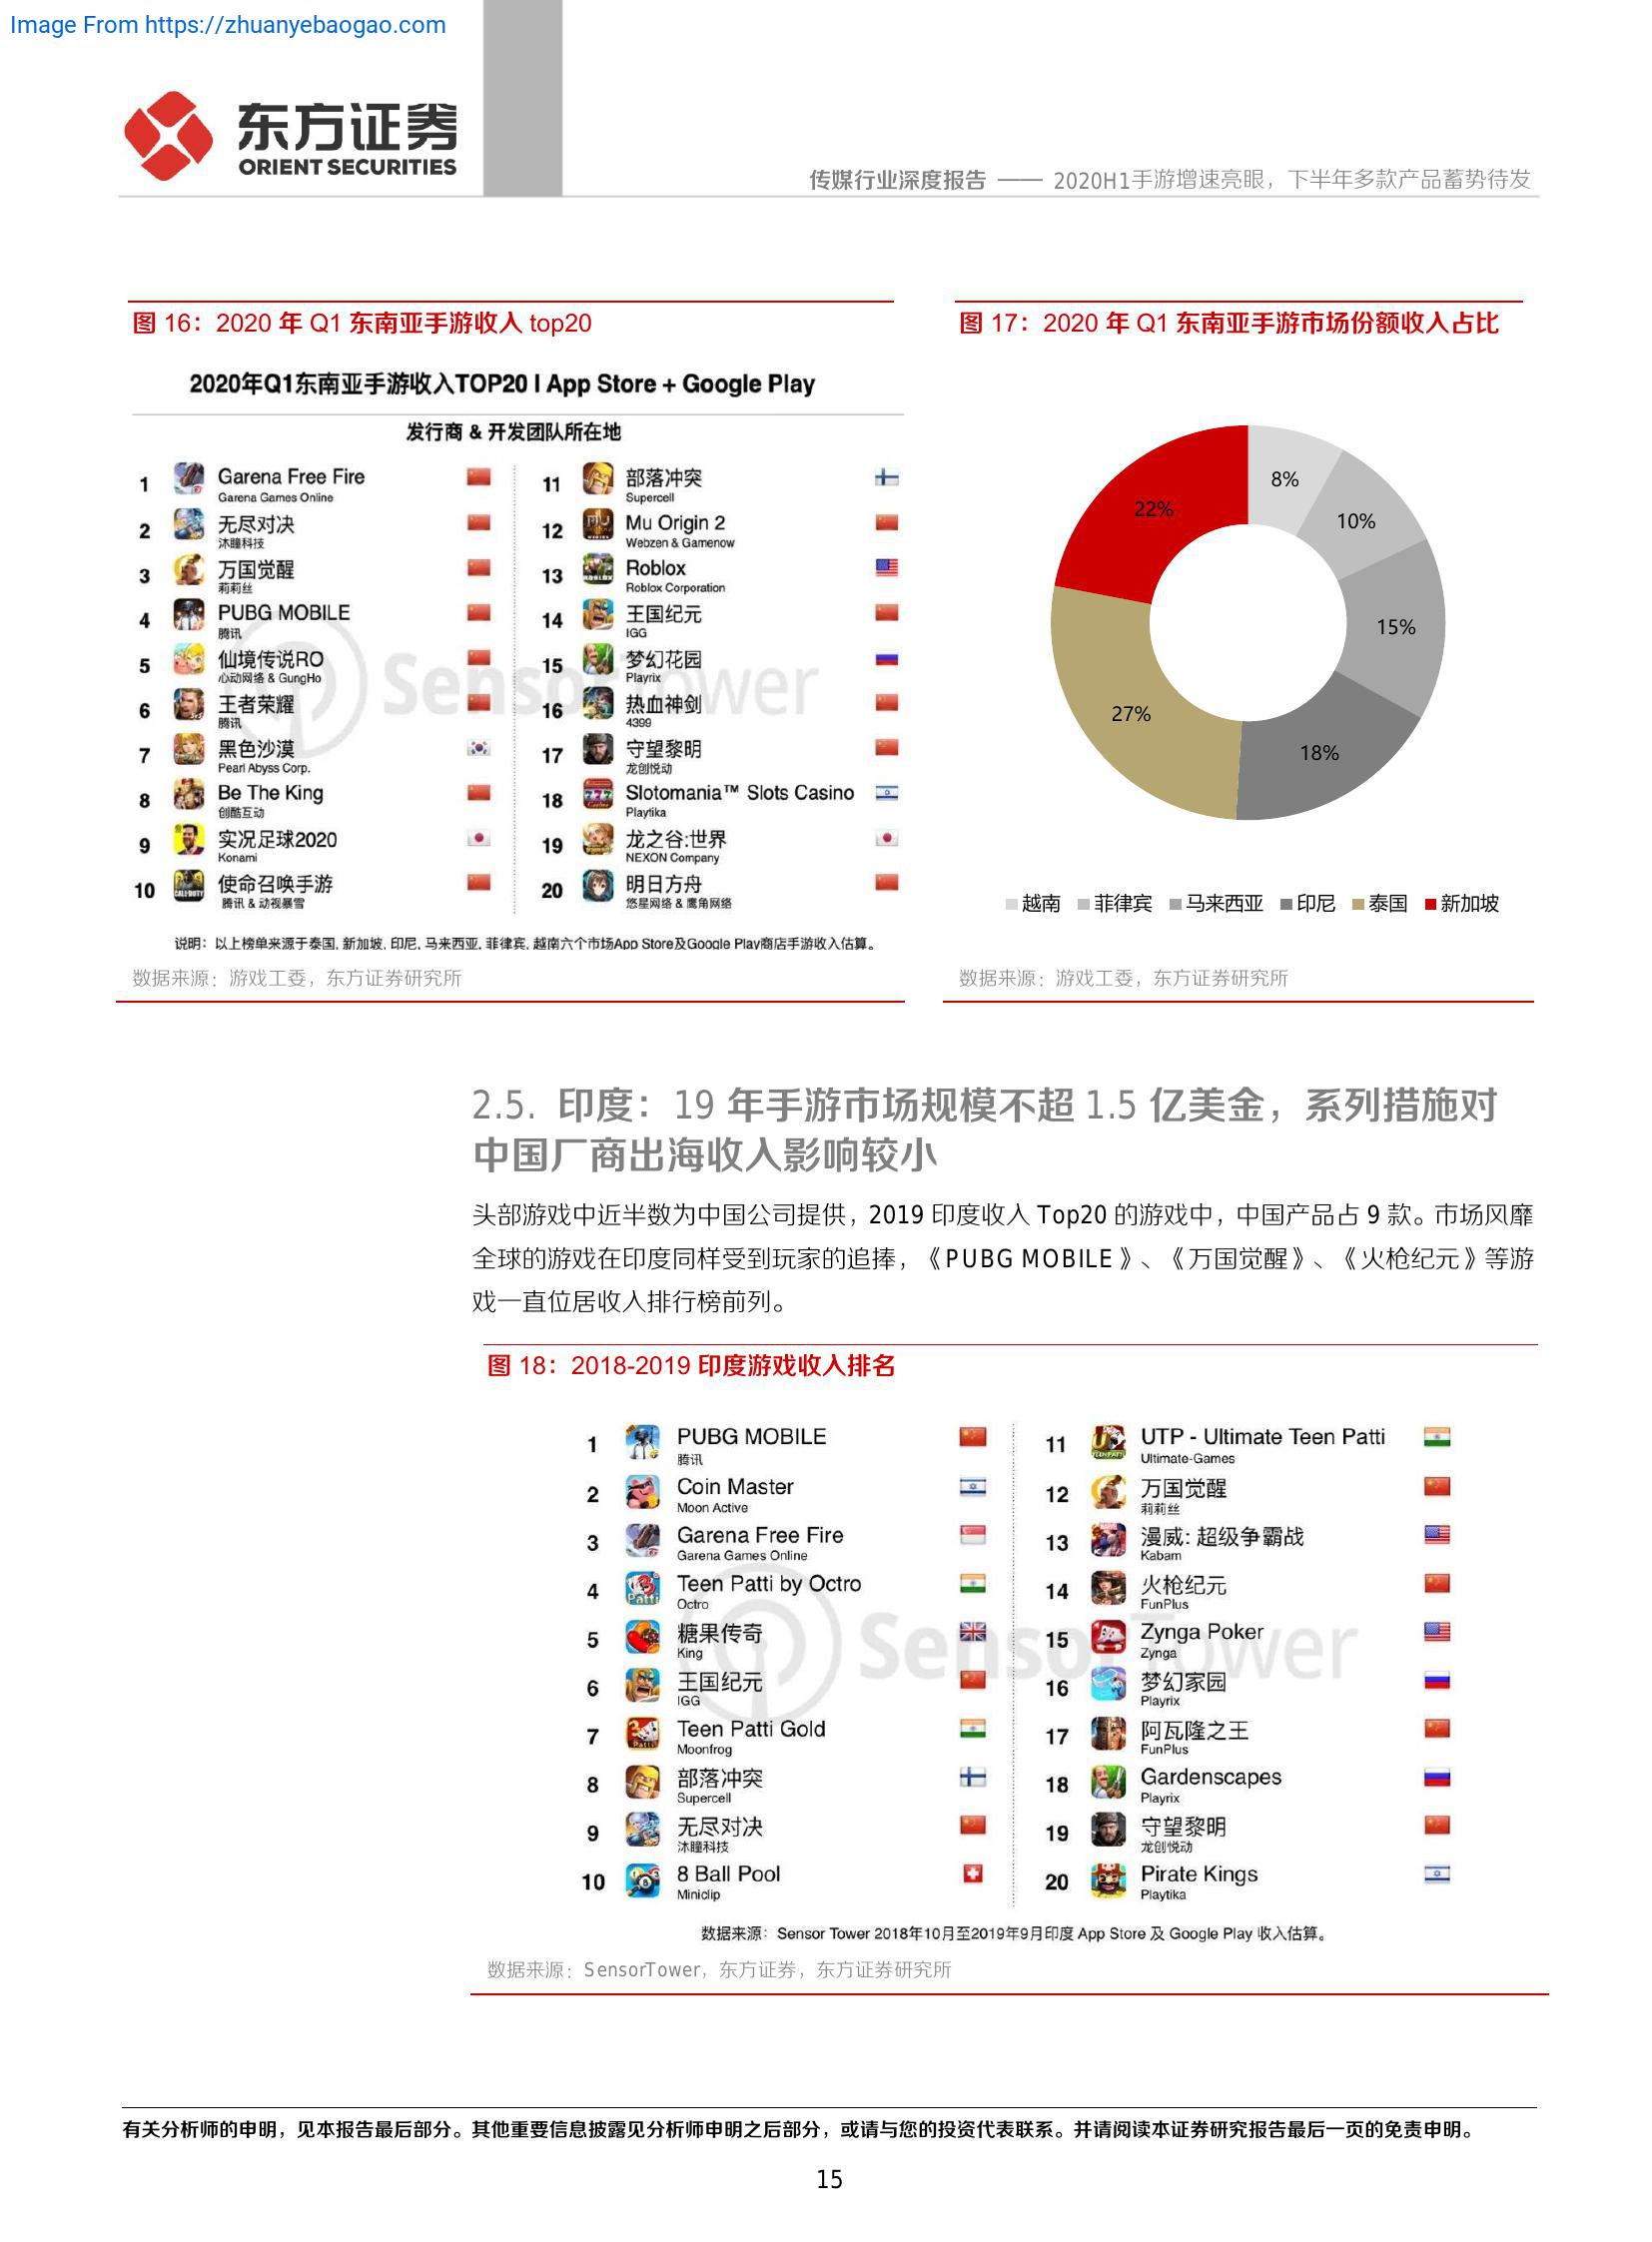 Image From https://zhuanyebaogao.com
东方证券
ORIENT SECURITIES
传媒行业深度报告 —— 2020H1手游增速亮眼，下半年多款产品蓄势待发
图 16：2020 年 Q1 东南亚手游收入 top20
2020年Q1东南亚手游收入TOP20 I App Store + Google Play
发行商 & 开发团队所在地
1 Garena Free Fire
Garena Games Online
2 无尽对决
沐瞳科技
3 万国觉醒
莉莉丝
4 PUBG MOBILE
腾讯
5 仙境传说RO
心动网络 & GungHo
6 王者荣耀
腾讯
7 黑色沙漠
Pearl Abyss Corp.
8 Be The King
创酷互动
9 实况足球2020
Konami
10 使命召唤手游
腾讯 & 动视暴雪
11 部落冲突
Supercell
12 Mu Origin 2
Webzen & Gamenow
13 Roblox
Roblox Corporation
14 王国纪元
IGG
15 梦幻花园
Playrix
16 热血神剑
4399
17 守望黎明
龙创悦动
18 Slotomania™ Slots Casino
Playtika
19 龙之谷:世界
NEXON Company
20 明日方舟
悠星网络 & 鹰角网络
SensorTower
说明：以上榜单来源于泰国, 新加坡, 印尼, 马来西亚, 菲律宾, 越南六个市场App Store及Google Play商店手游收入估算。
数据来源：游戏工委，东方证券研究所
图 17：2020 年 Q1 东南亚手游市场份额收入占比
8%
10%
15%
18%
27%
22%
越南 菲律宾 马来西亚 印尼 泰国 新加坡
数据来源：游戏工委，东方证券研究所
2.5. 印度：19 年手游市场规模不超 1.5 亿美金，系列措施对
中国厂商出海收入影响较小
头部游戏中近半数为中国公司提供，2019 印度收入 Top20 的游戏中，中国产品占 9 款。市场风靡
全球的游戏在印度同样受到玩家的追捧，《PUBG MOBILE》、《万国觉醒》、《火枪纪元》等游
戏一直位居收入排行榜前列。
图 18：2018-2019 印度游戏收入排名
1 PUBG MOBILE
腾讯
2 Coin Master
Moon Active
3 Garena Free Fire
Garena Games Online
4 Teen Patti by Octro
Octro
5 糖果传奇
King
6 王国纪元
IGG
7 Teen Patti Gold
Moonfrog
8 部落冲突
Supercell
9 无尽对决
沐瞳科技
10 8 Ball Pool
Miniclip
11 UTP - Ultimate Teen Patti
Ultimate-Games
12 万国觉醒
莉莉丝
13 漫威: 超级争霸战
Kabam
14 火枪纪元
FunPlus
15 Zynga Poker
Zynga
16 梦幻家园
Playrix
17 阿瓦隆之王
FunPlus
18 Gardenscapes
Playrix
19 守望黎明
龙创悦动
20 Pirate Kings
Playtika
SensorTower
数据来源：Sensor Tower 2018年10月至2019年9月印度 App Store 及 Google Play 收入估算。
数据来源：SensorTower，东方证券，东方证券研究所
有关分析师的申明，见本报告最后部分。其他重要信息披露见分析师申明之后部分，或请与您的投资代表联系。并请阅读本证券研究报告最后一页的免责申明。
15